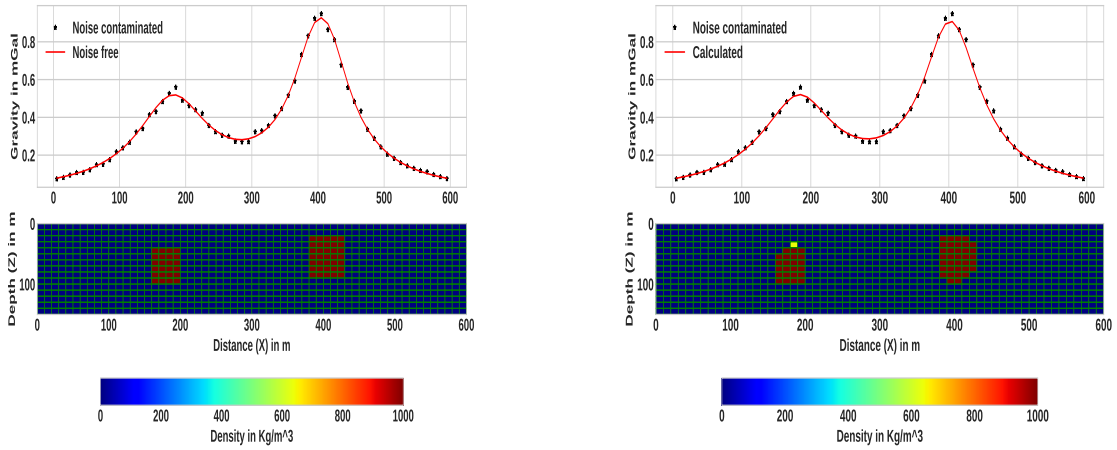 Noise contaminated
Noise free
Gravity in mGal
0.8
0.6
0.4
0.2
0 100 200 300 400 500 600
Depth (Z) in m
0
100
0 100 200 300 400 500 600
Distance (X) in m
0 200 400 600 800 1000
Density in Kg/m^3
Noise contaminated
Calculated
Gravity in mGal
0.8
0.6
0.4
0.2
0 100 200 300 400 500 600
Depth (Z) in m
0
100
0 100 200 300 400 500 600
Distance (X) in m
0 200 400 600 800 1000
Density in Kg/m^3